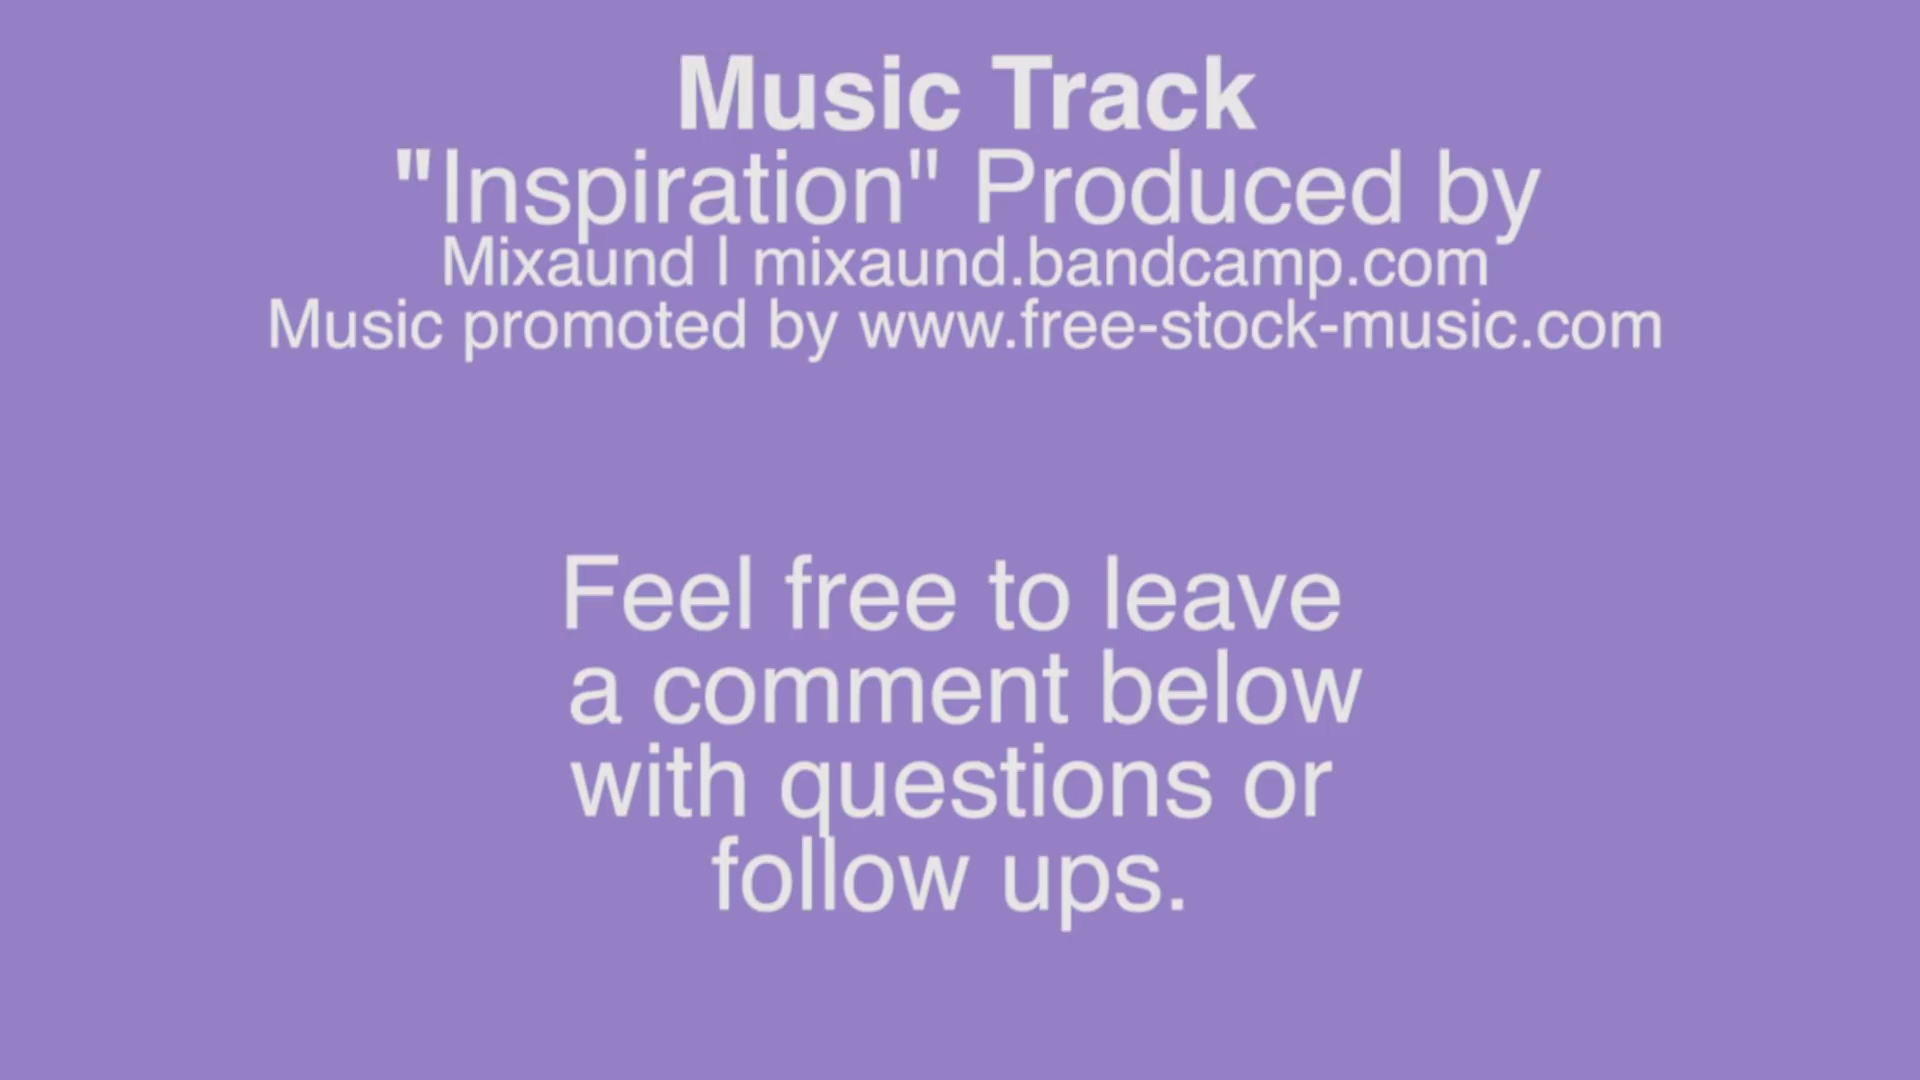 Music Track
"Inspiration" Produced by
Mixaund | mixaund.bandcamp.com
Music promoted by www.free-stock-music.com
Feel free to leave
a comment below
with questions or
follow ups.